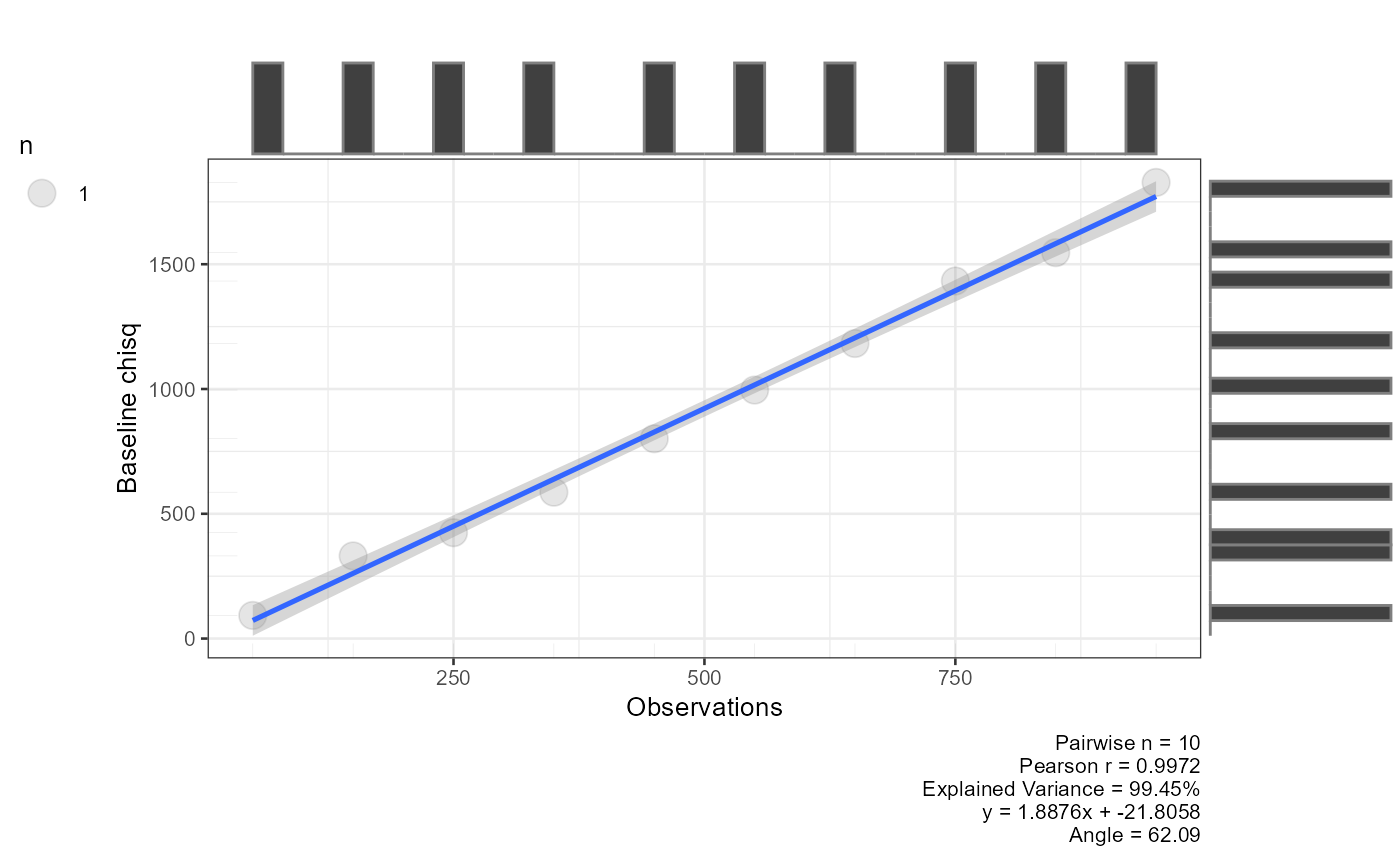 n
1
1500
1000
500
0
Baseline chisq
250
500
750
Observations
Pairwise n = 10
Pearson r = 0.9972
Explained Variance = 99.45%
y = 1.8876x + -21.8058
Angle = 62.09